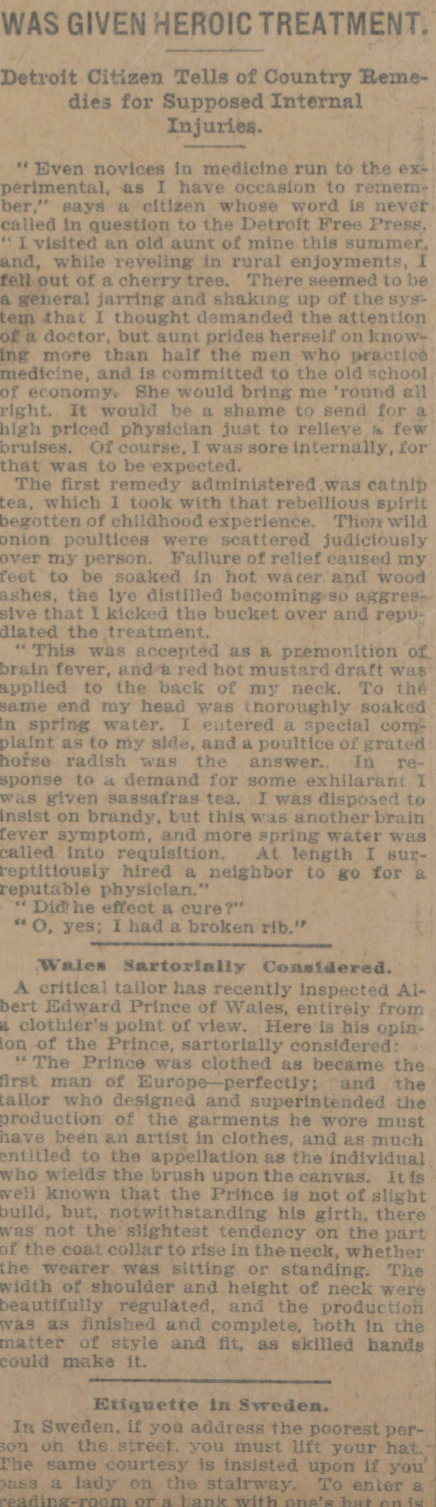 WAS GIVEN HEROIC TREATMENT.
Detroit Citizen Tells of Country Reme-
dies for Supposed Internal
Injuries.
"Even novices in medicine run to the ex-
perimental, as I have occasion to remem-
ber," says a citizen whose word is never
called in question to the Detroit Free Press.
"I visited an old aunt of mine this summer,
and, while reveling in rural enjoyments, I
fell out of a cherry tree. There seemed to be
a general jarring and shaking up of the sys-
tem that I thought demanded the attention
of a doctor, but aunt prides herself on know-
ing more than half the men who practice
medicine, and is committed to the old school
of economy. She would bring me 'round all
right. It would be a shame to send for a
high priced physician just to relieve a few
bruises. Of course, I was sore internally, for
that was to be expected.
The first remedy administered was catnip
tea, which I took with that rebellious spirit
begotten of childhood experience. Then wild
onion poultices were scattered judiciously
over my person. Failure of relief caused my
feet to be soaked in hot water and wood
ashes, the lye distilled becoming so aggres-
sive that I kicked the bucket over and repu-
diated the treatment.
"This was accepted as a premonition of
brain fever, and a red hot mustard draft was
applied to the back of my neck. To the
same end my head was thoroughly soaked
in spring water. I entered a special com-
plaint as to my side, and a poultice of grated
horse radish was the answer. In re-
sponse to a demand for some exhilarant I
was given sassafras tea. I was disposed to
insist on brandy, but this was another brain
fever symptom, and more spring water was
called into requisition. At length I sur-
reptitiously hired a neighbor to go for a
reputable physician."
"Did he effect a cure?"
"O, yes; I had a broken rib."
Wales Sartorially Considered.
A critical tailor has recently inspected Al-
bert Edward Prince of Wales, entirely from
a clothier's point of view. Here is his opin-
ion of the Prince, sartorially considered:
"The Prince was clothed as became the
first man of Europe—perfectly; and the
tailor who designed and superintended the
production of the garments he wore must
have been an artist in clothes, and as much
entitled to the appellation as the individual
who wields the brush upon the canvas. It is
well known that the Prince is not of slight
build, but, notwithstanding his girth, there
was not the slightest tendency on the part
of the coat collar to rise in the neck, whether
the wearer was sitting or standing. The
width of shoulder and height of neck were
beautifully regulated, and the production
was as finished and complete, both in the
matter of style and fit, as skilled hands
could make it.
Etiquette in Sweden.
In Sweden, if you address the poorest per-
son on the street, you must lift your hat.
The same courtesy is insisted upon if you
pass a lady on the stairway. To enter a
reading-room or a bank with one's hat on is